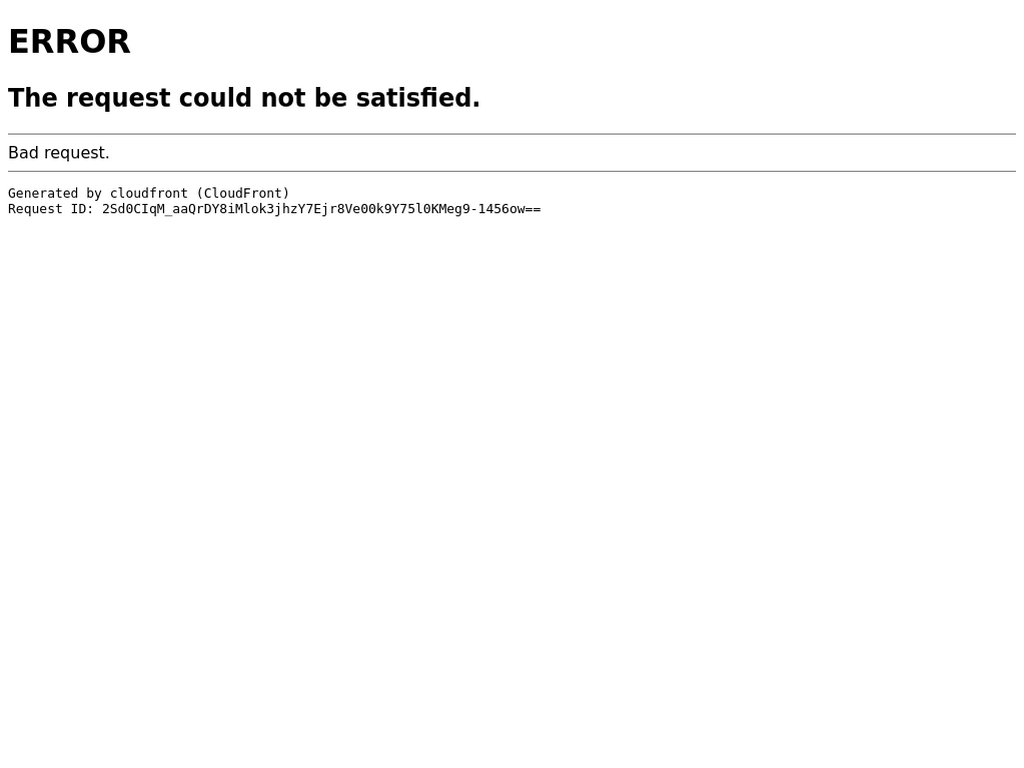 ERROR
The request could not be satisfied.
Bad request.
Generated by cloudfront (CloudFront)
Request ID: 2Sd0CIqM_aaQrDY8iMlok3jhzY7Ejr8Ve00k9Y75l0KMeg9-1456ow==